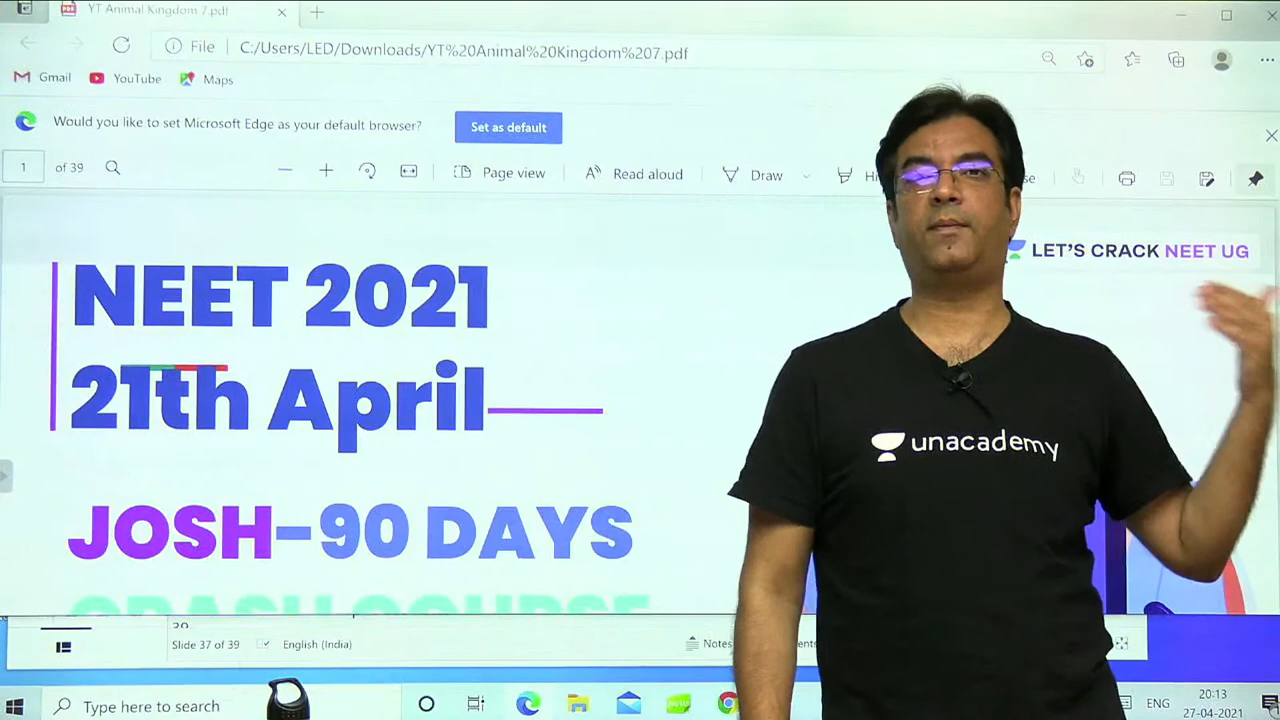 YT Animal Kingdom 7.pdf
File C:/Users/LED/Downloads/YT%20Animal%20Kingdom%207.pdf
Gmail YouTube Maps
Would you like to set Microsoft Edge as your default browser? Set as default
1 of 39 Page view Read aloud Draw
LET'S CRACK NEET UG
NEET 2021
21th April
JOSH-90 DAYS
CRASH COURSE
unacademy
Slide 37 of 39 English (India) Notes
Type here to search ENG 20:13
27-04-2021